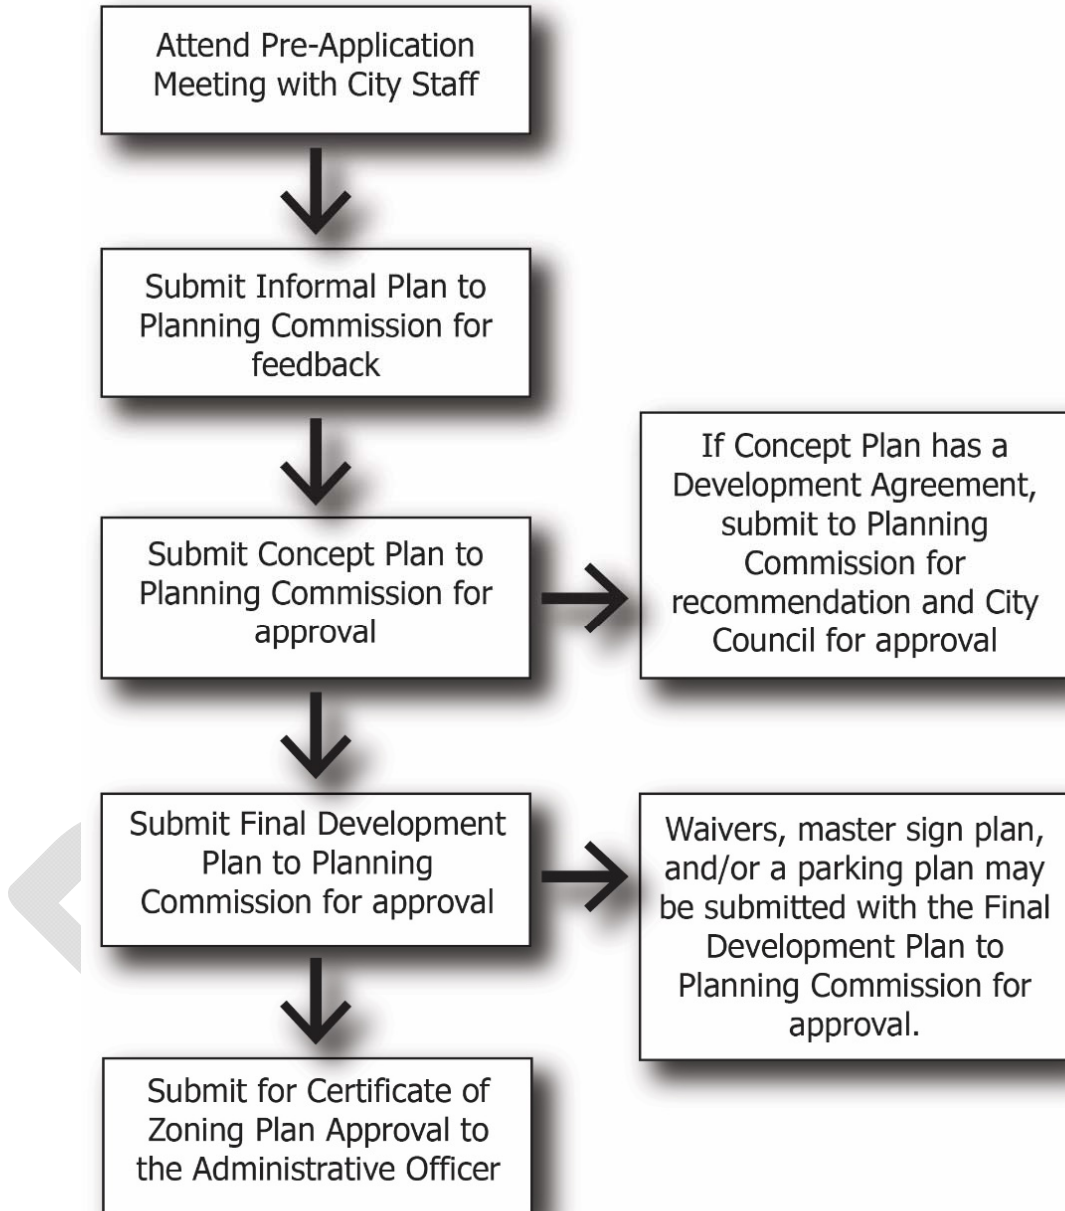 Attend Pre-Application
Meeting with City Staff
Submit Informal Plan to
Planning Commission for
feedback
Submit Concept Plan to
Planning Commission for
approval
If Concept Plan has a
Development Agreement,
submit to Planning
Commission for
recommendation and City
Council for approval
Submit Final Development
Plan to Planning
Commission for approval
Waivers, master sign plan,
and/or a parking plan may
be submitted with the Final
Development Plan to
Planning Commission for
approval.
Submit for Certificate of
Zoning Plan Approval to
the Administrative Officer